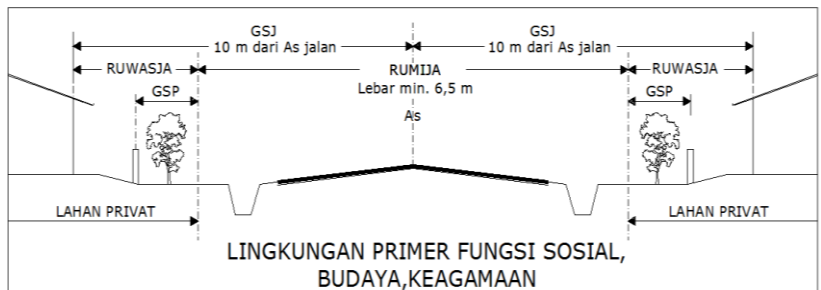 GSJ
10 m dari As jalan
GSJ
10 m dari As jalan
RUWASJA
RUMIJA
Lebar min. 6,5 m
RUWASJA
GSP
GSP
As
LAHAN PRIVAT
LAHAN PRIVAT
LINGKUNGAN PRIMER FUNGSI SOSIAL,
BUDAYA,KEAGAMAAN